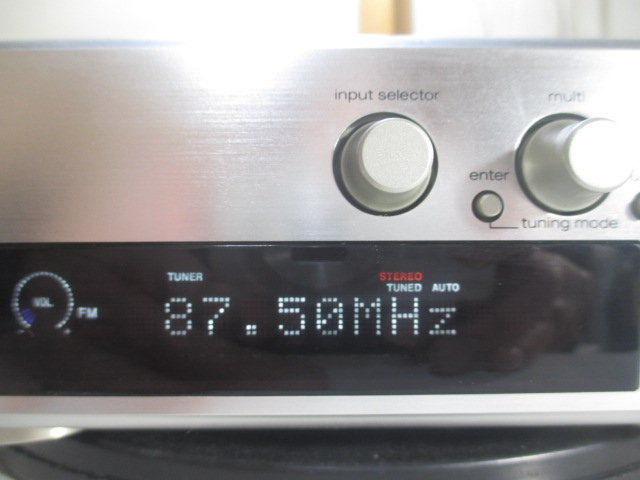 input selector
multi
enter
tuning mode
TUNER
STEREO
TUNED AUTO
VOL
FM
87.50MHz